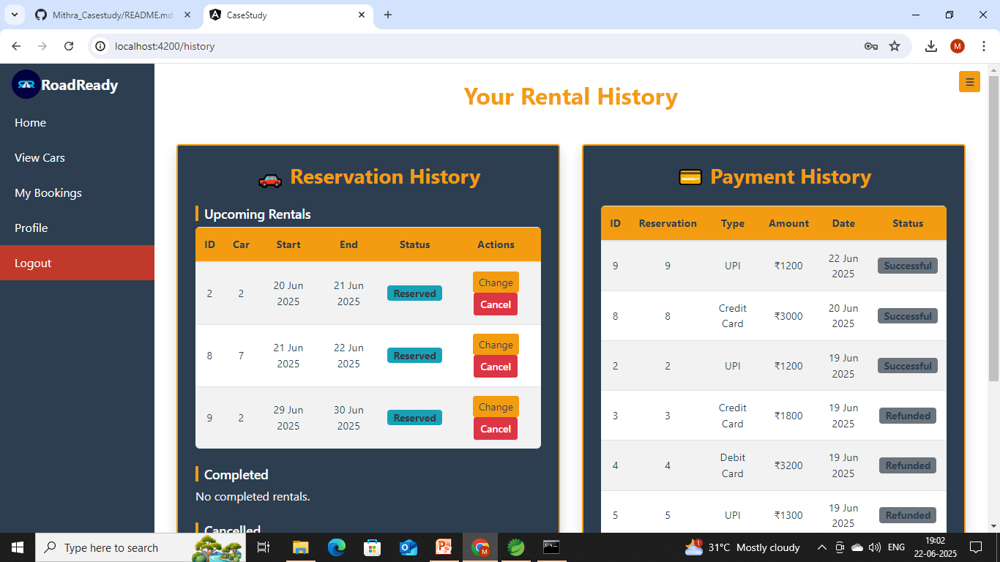 Mithra_Casestudy/README.md
CaseStudy
localhost:4200/history
M
RoadReady
Home
View Cars
My Bookings
Profile
Logout
Your Rental History
Reservation History
Upcoming Rentals
ID Car Start End Status Actions
2 2 20 Jun 2025 21 Jun 2025 Reserved Change Cancel
8 7 21 Jun 2025 22 Jun 2025 Reserved Change Cancel
9 2 29 Jun 2025 30 Jun 2025 Reserved Change Cancel
Completed
No completed rentals.
Cancelled
Payment History
ID Reservation Type Amount Date Status
9 9 UPI ₹1200 22 Jun 2025 Successful
8 8 Credit Card ₹3000 20 Jun 2025 Successful
2 2 UPI ₹1200 19 Jun 2025 Successful
3 3 Credit Card ₹1800 19 Jun 2025 Refunded
4 4 Debit Card ₹3200 19 Jun 2025 Refunded
5 5 UPI ₹1300 19 Jun 2025 Refunded
Type here to search
1
31°C Mostly cloudy
ENG
19:02
22-06-2025